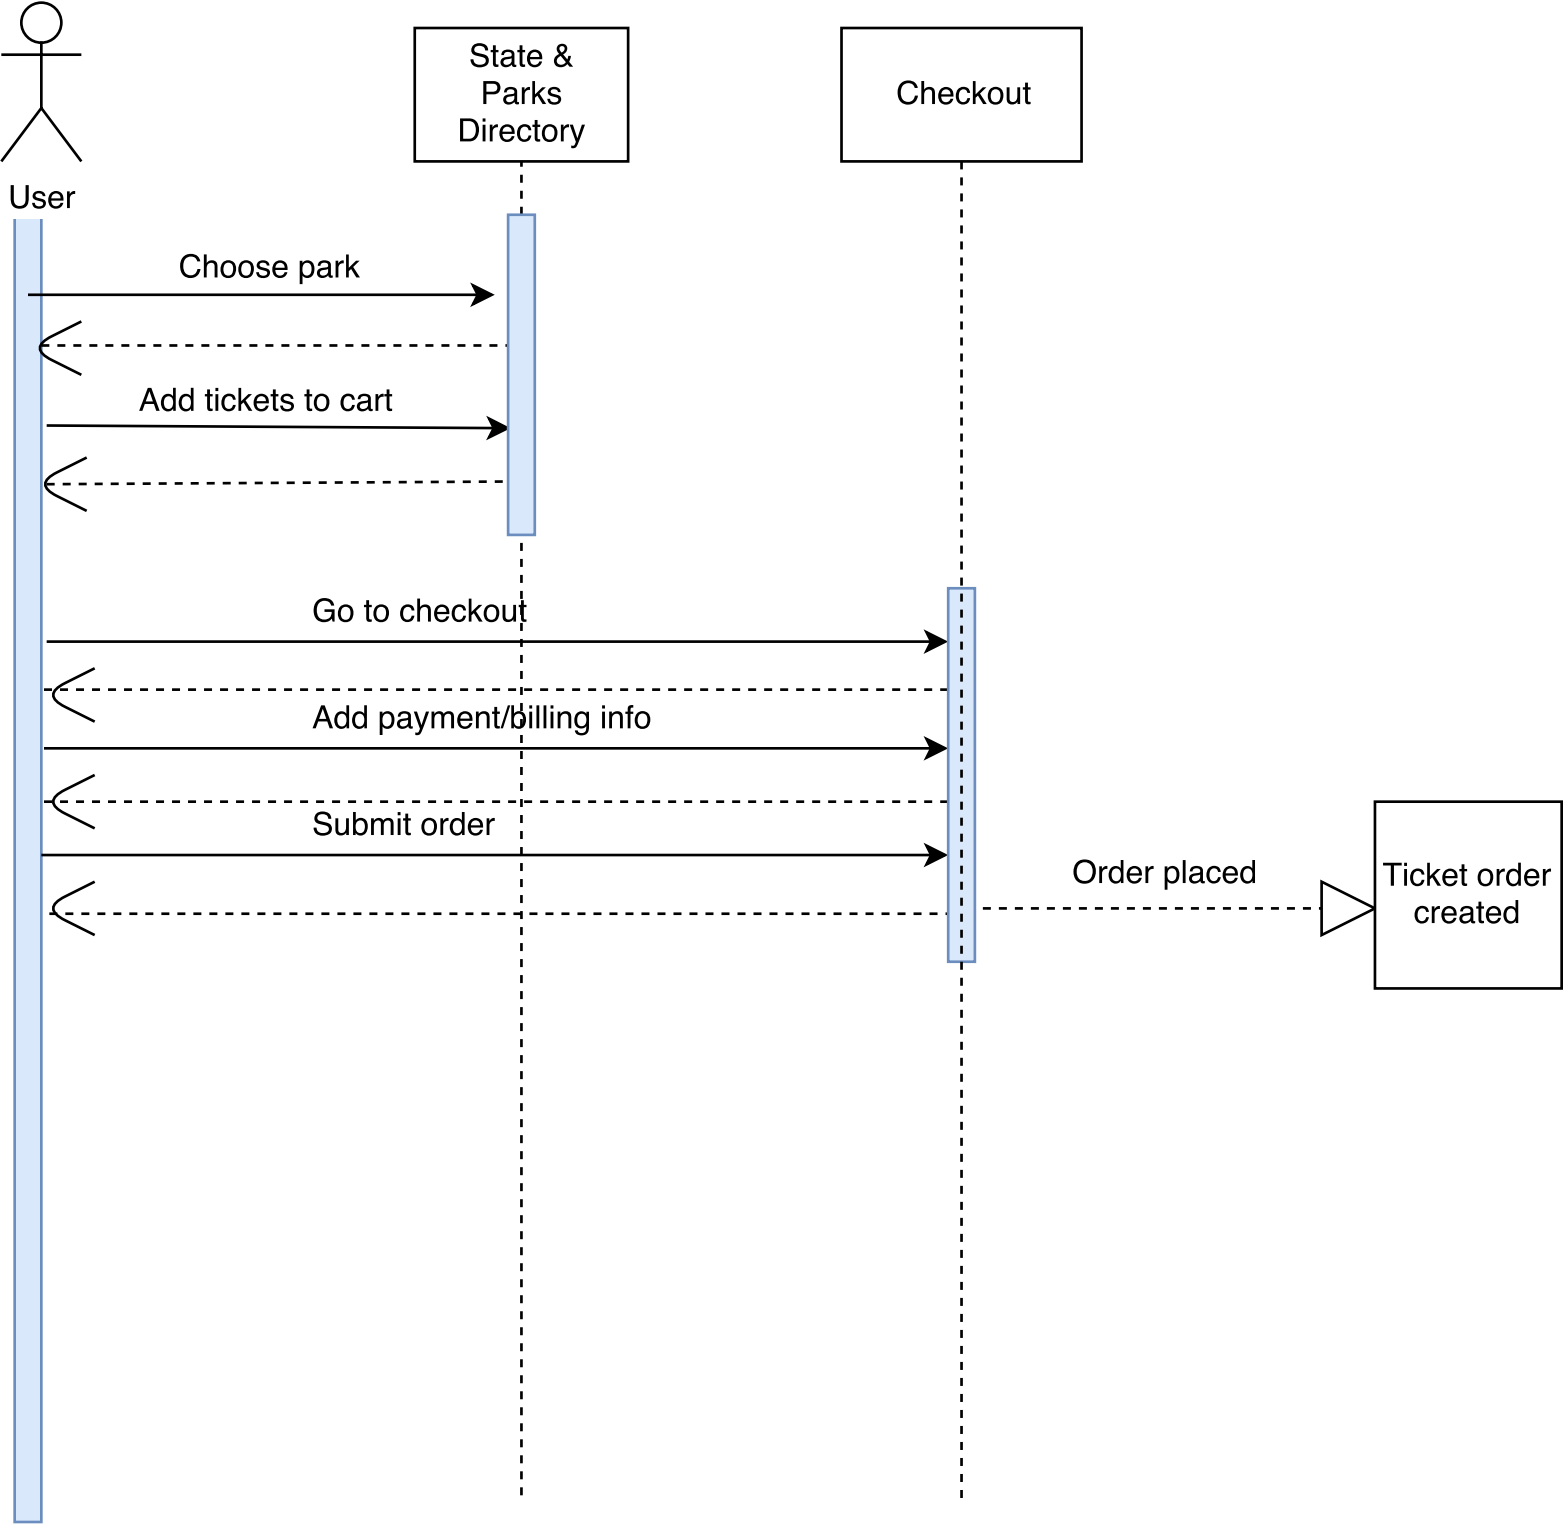 State &
Parks
Directory
Checkout
User
Choose park
Add tickets to cart
Go to checkout
Add payment/billing info
Submit order
Order placed
Ticket order
created